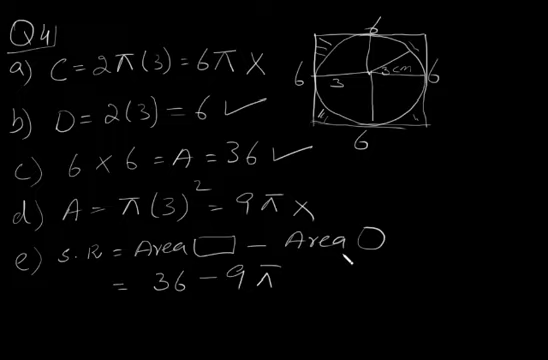 Q4
6
a) C = 2π(3) = 6π X
6 3 3cm 6
b) D = 2(3) = 6 ✓
6
c) 6 × 6 = A = 36 ✓
d) A = π(3)² = 9π X
e) S.R = Area □ − Area ○
= 36 − 9π